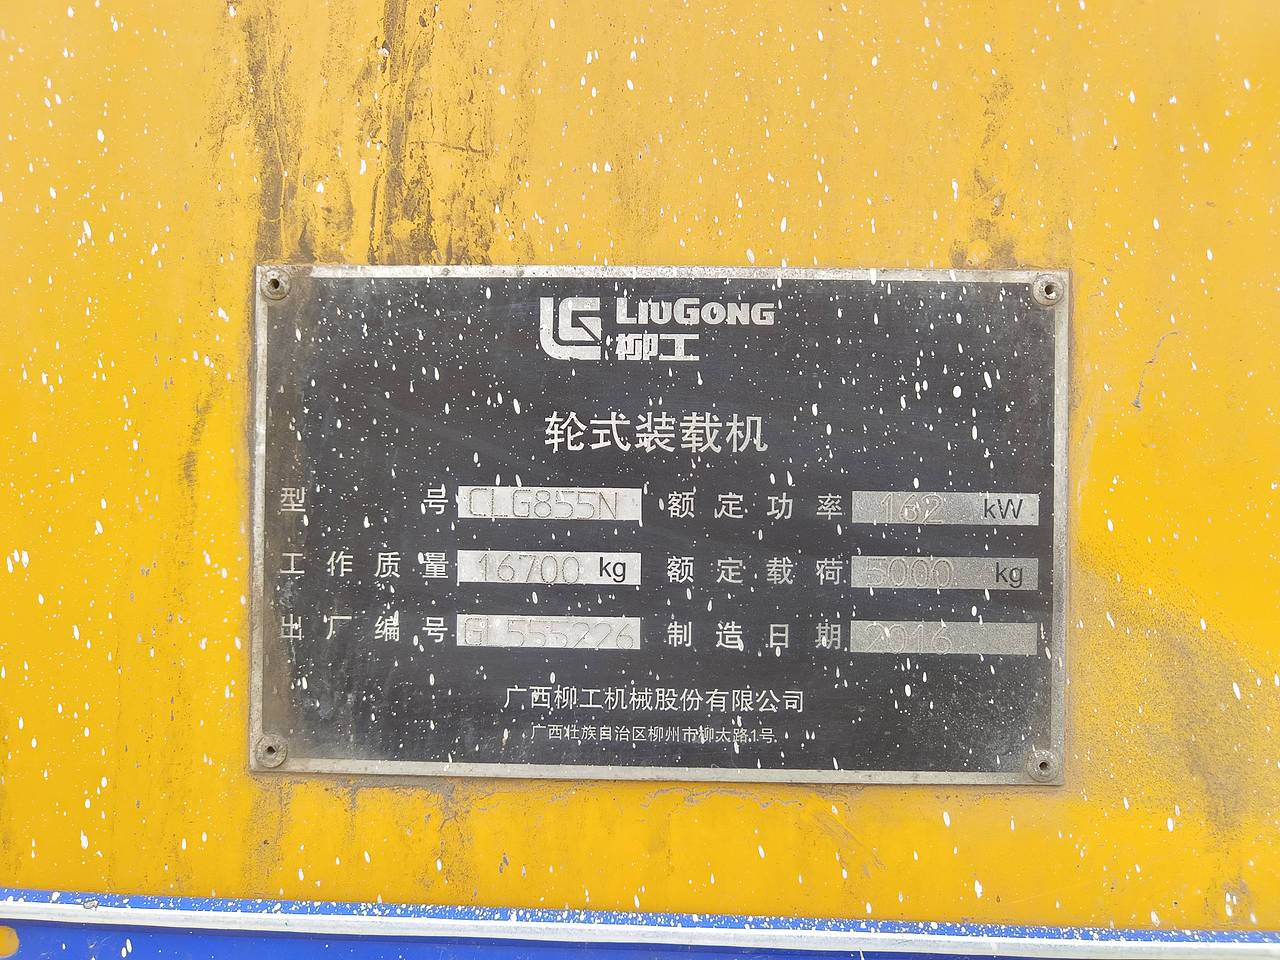 LIUGONG
柳工
轮式装载机
型号 CLG855N 额定功率 162 kW
工作质量 16700 kg 额定载荷 5000 kg
出厂编号 GL555226 制造日期 2016
广西柳工机械股份有限公司
广西壮族自治区柳州市柳太路1号